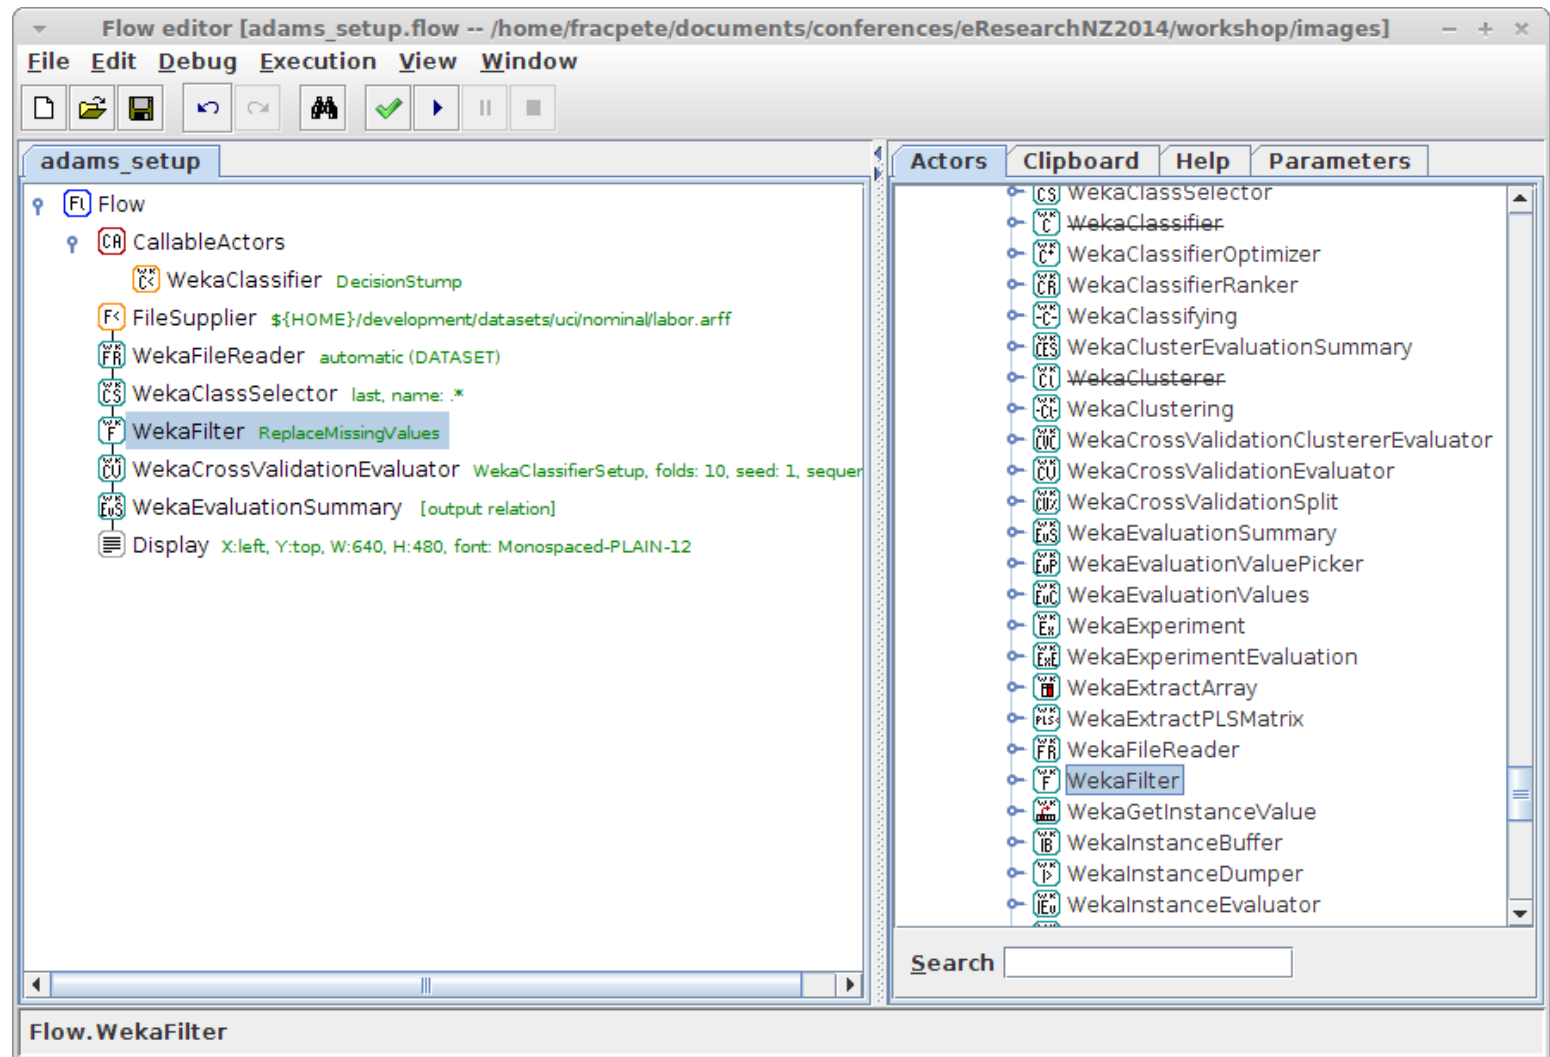 Flow editor [adams_setup.flow -- /home/fracpete/documents/conferences/eResearchNZ2014/workshop/images]
File Edit Debug Execution View Window
adams_setup
Flow
CallableActors
WekaClassifier DecisionStump
FileSupplier ${HOME}/development/datasets/uci/nominal/labor.arff
WekaFileReader automatic (DATASET)
WekaClassSelector last, name: .*
WekaFilter ReplaceMissingValues
WekaCrossValidationEvaluator WekaClassifierSetup, folds: 10, seed: 1, sequer
WekaEvaluationSummary [output relation]
Display X:left, Y:top, W:640, H:480, font: Monospaced-PLAIN-12
Actors Clipboard Help Parameters
WekaClassSelector
WekaClassifier
WekaClassifierOptimizer
WekaClassifierRanker
WekaClassifying
WekaClusterEvaluationSummary
WekaClusterer
WekaClustering
WekaCrossValidationClustererEvaluator
WekaCrossValidationEvaluator
WekaCrossValidationSplit
WekaEvaluationSummary
WekaEvaluationValuePicker
WekaEvaluationValues
WekaExperiment
WekaExperimentEvaluation
WekaExtractArray
WekaExtractPLSMatrix
WekaFileReader
WekaFilter
WekaGetInstanceValue
WekaInstanceBuffer
WekaInstanceDumper
WekaInstanceEvaluator
Search
Flow.WekaFilter